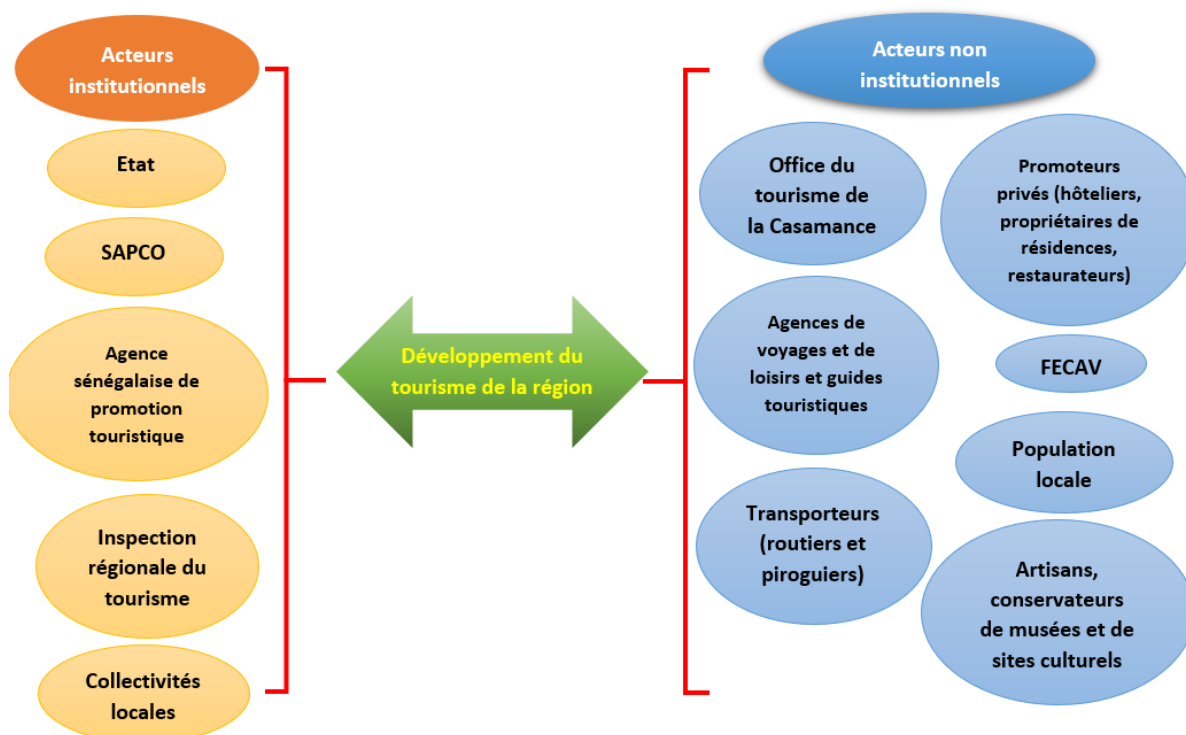 Acteurs
institutionnels
Etat
SAPCO
Agence
sénégalaise de
promotion
touristique
Inspection
régionale du
tourisme
Collectivités
locales
Développement du
tourisme de la région
Acteurs non
institutionnels
Office du
tourisme de
la Casamance
Agences de
voyages et de
loisirs et guides
touristiques
Transporteurs
(routiers et
piroguiers)
Promoteurs
privés (hôteliers,
propriétaires de
résidences,
restaurateurs)
FECAV
Population
locale
Artisans,
conservateurs
de musées et de
sites culturels